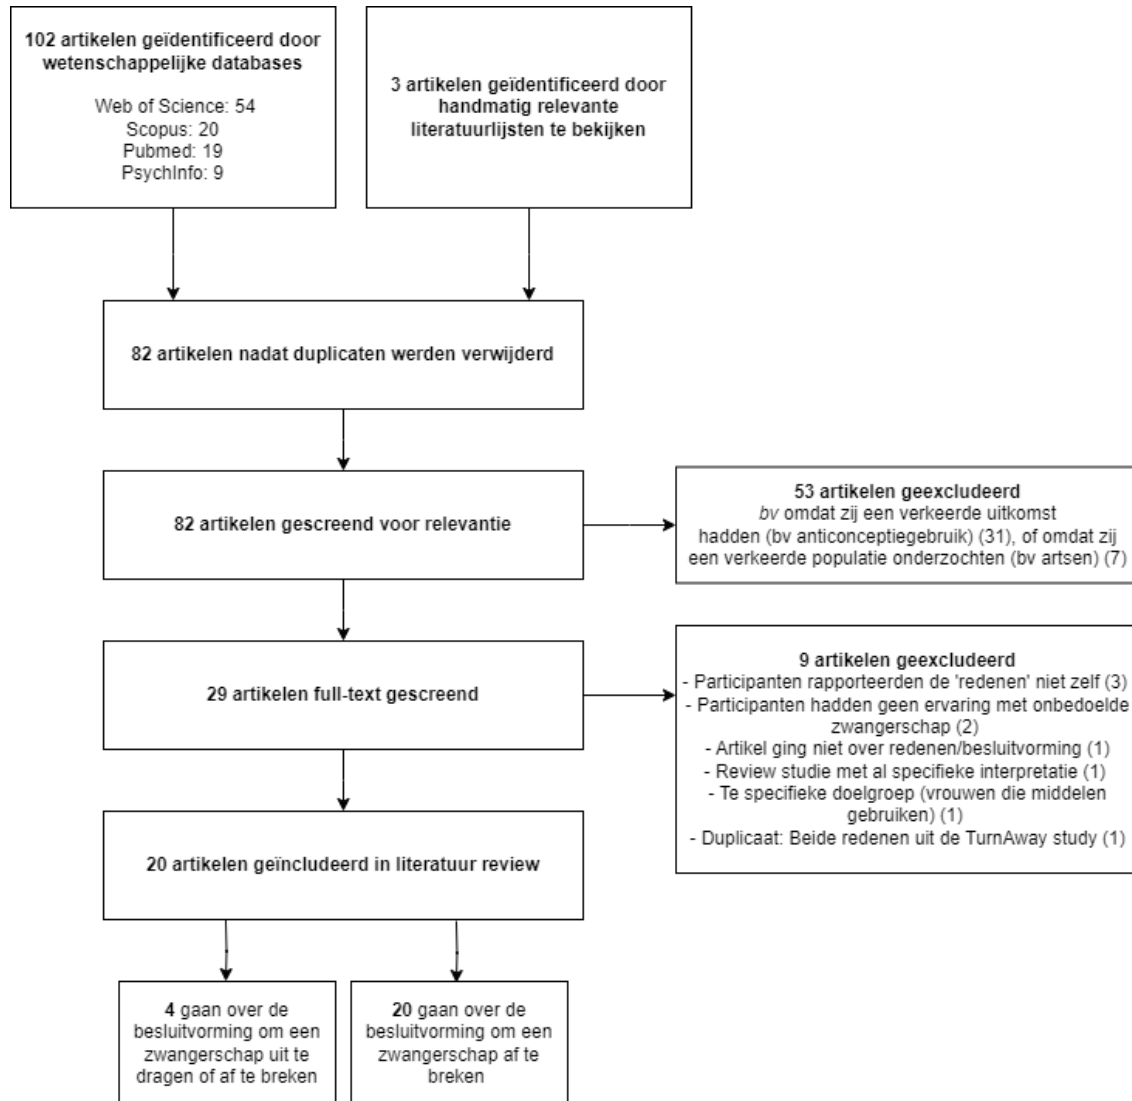 102 artikelen geïdentificeerd door
wetenschappelijke databases
Web of Science: 54
Scopus: 20
Pubmed: 19
PsychInfo: 9
3 artikelen geïdentificeerd door
handmatig relevante
literatuurlijsten te bekijken
82 artikelen nadat duplicaten werden verwijderd
82 artikelen gescreend voor relevantie
53 artikelen geexcludeerd
bv omdat zij een verkeerde uitkomst
hadden (bv anticonceptiegebruik) (31), of omdat zij
een verkeerde populatie onderzochten (bv artsen) (7)
29 artikelen full-text gescreend
9 artikelen geexcludeerd
- Participanten rapporteerden de 'redenen' niet zelf (3)
- Participanten hadden geen ervaring met onbedoelde
zwangerschap (2)
- Artikel ging niet over redenen/besluitvorming (1)
- Review studie met al specifieke interpretatie (1)
- Te specifieke doelgroep (vrouwen die middelen
gebruiken) (1)
- Duplicaat: Beide redenen uit de TurnAway study (1)
20 artikelen geïncludeerd in literatuur review
4 gaan over de
besluitvorming om een
zwangerschap uit te
dragen of af te breken
20 gaan over de
besluitvorming om een
zwangerschap af te
breken